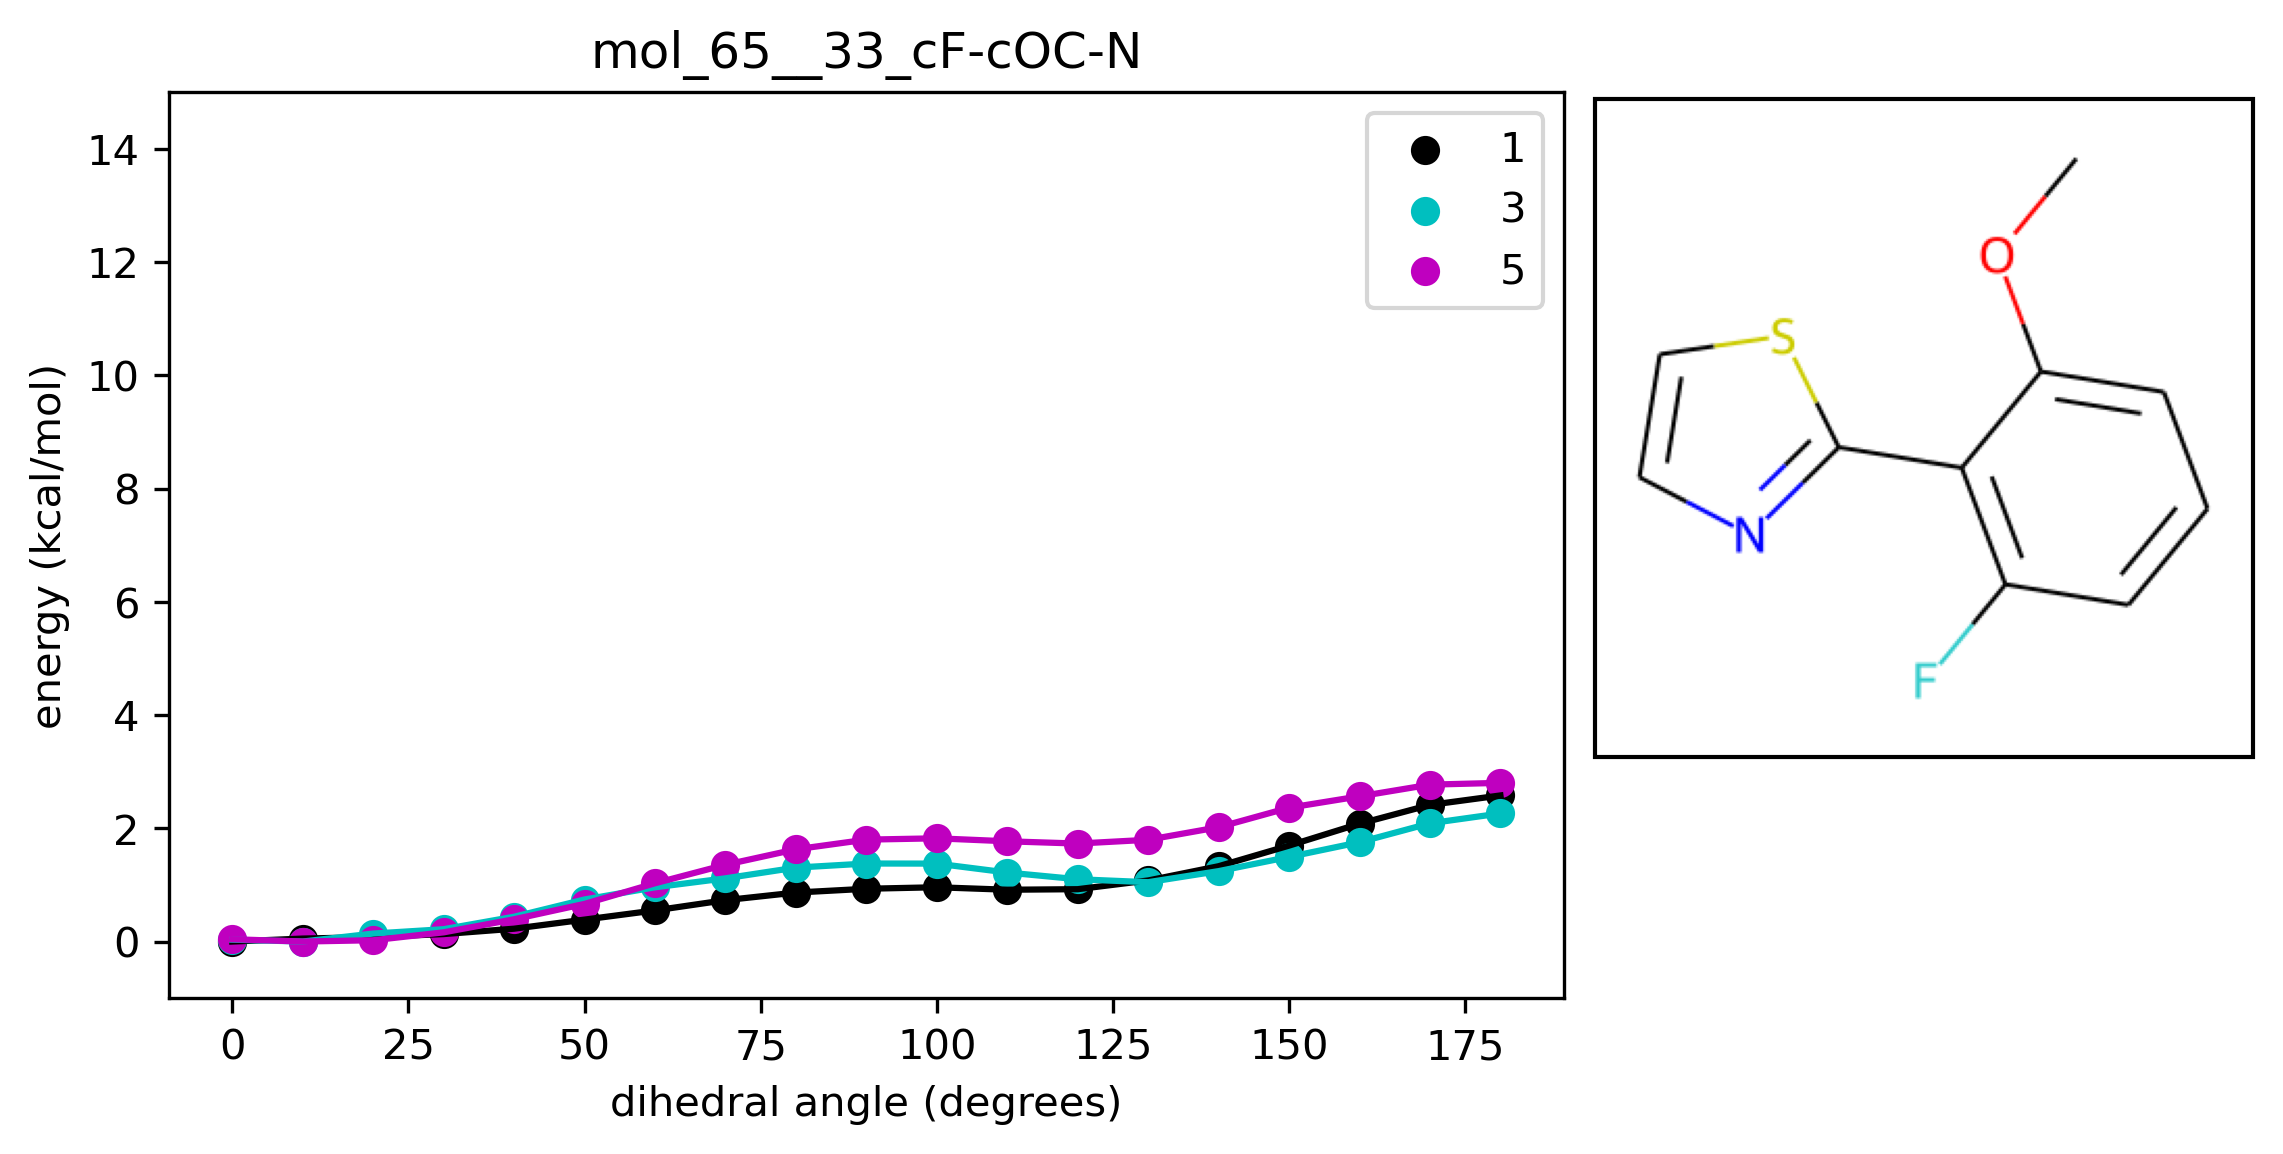 mol_65__33_cF-cOC-N
1
3
5
14
12
10
8
6
4
2
0
energy (kcal/mol)
0 25 50 75 100 125 150 175
dihedral angle (degrees)
O
S
N
F